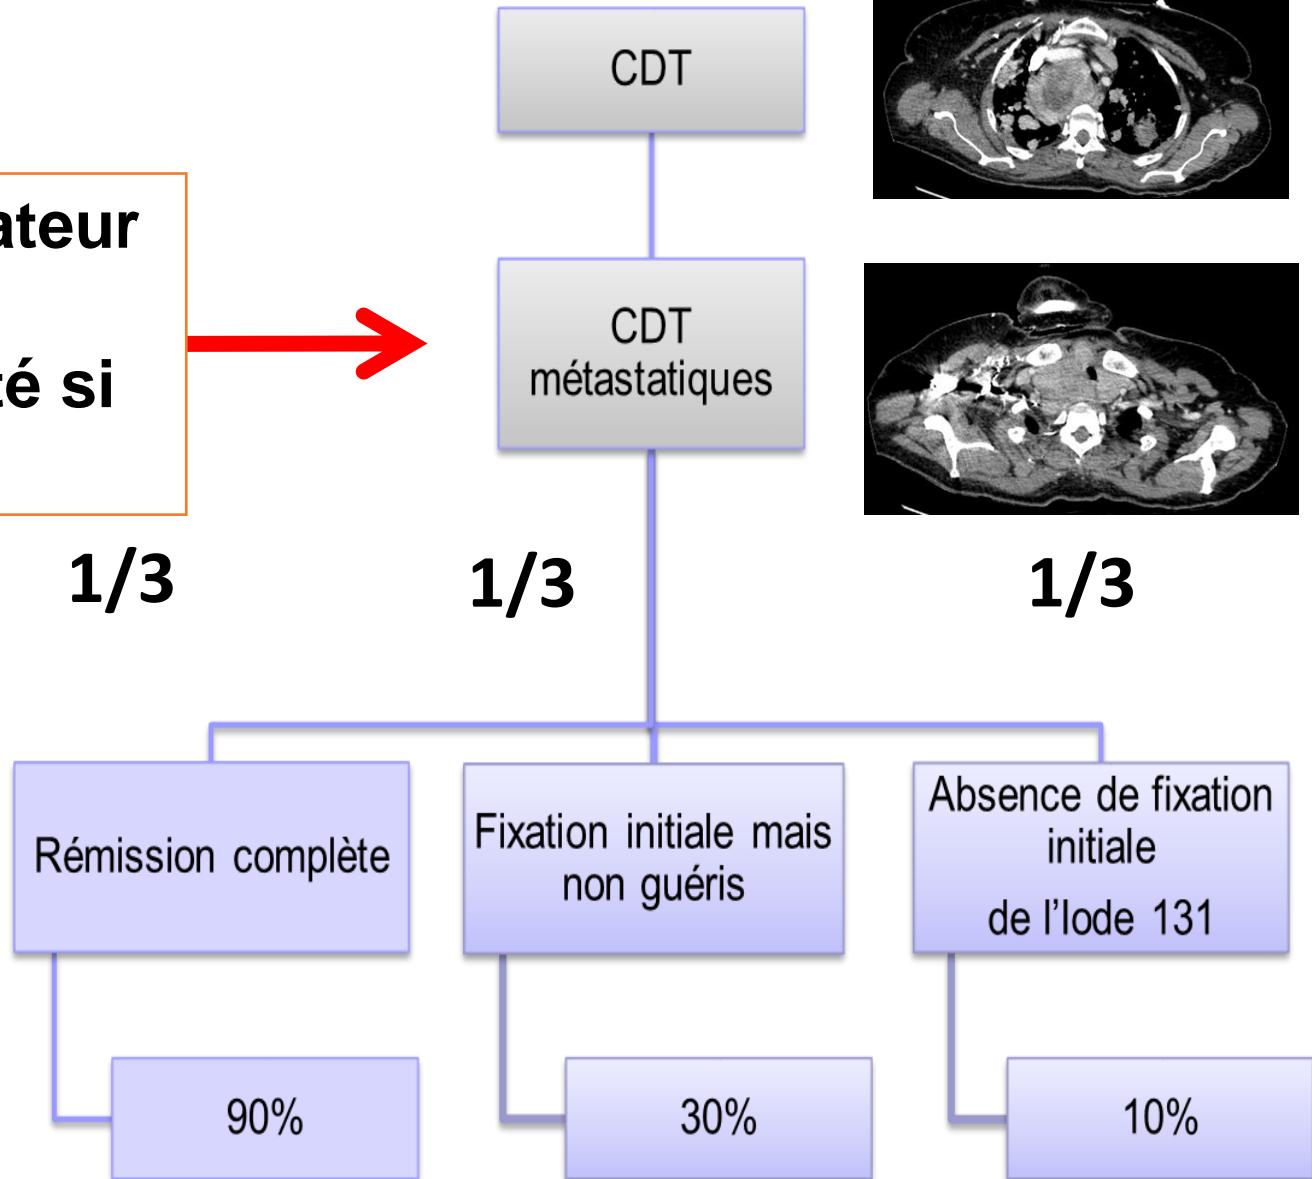 CDT
té si
CDT
métastatiques
1/3
1/3
1/3
Rémission complète
Fixation initiale mais
non guéris
Absence de fixation
initiale
de l'Iode 131
90%
30%
10%